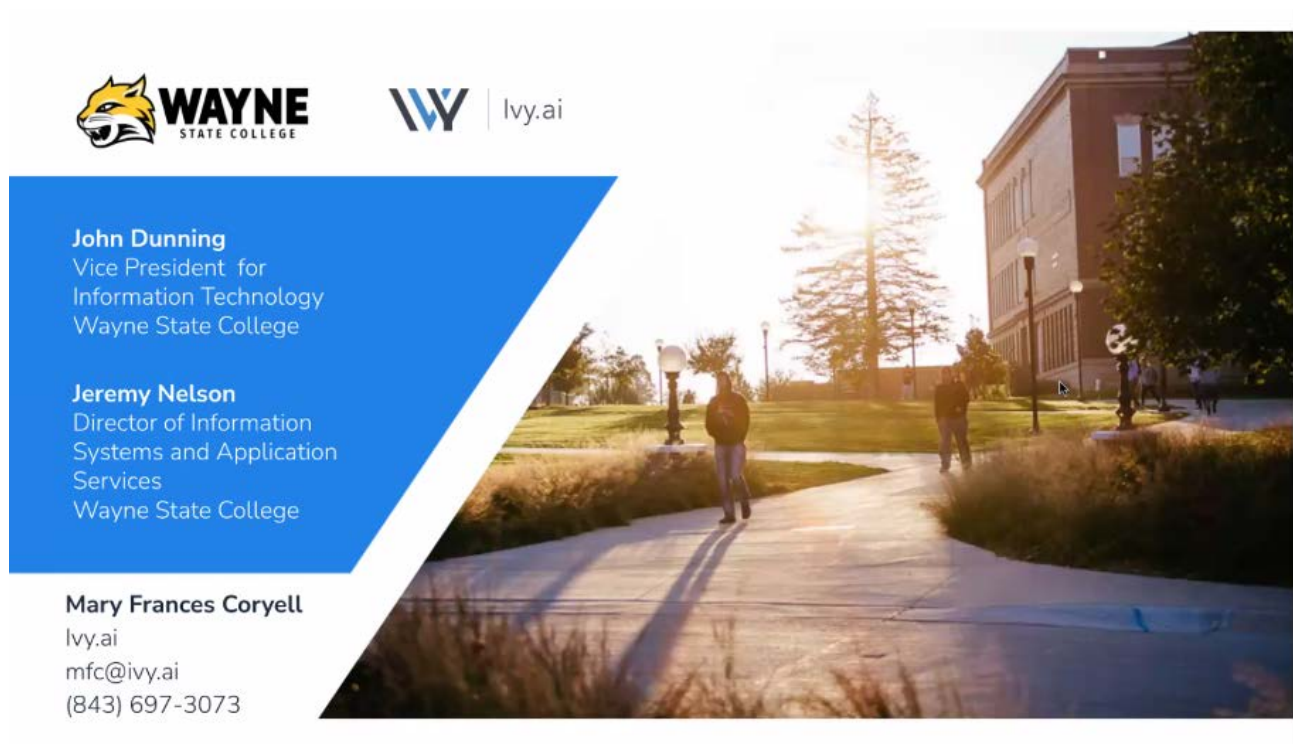 WAYNE
STATE COLLEGE
Ivy.ai
John Dunning
Vice President for
Information Technology
Wayne State College
Jeremy Nelson
Director of Information
Systems and Application
Services
Wayne State College
Mary Frances Coryell
Ivy.ai
mfc@ivy.ai
(843) 697-3073